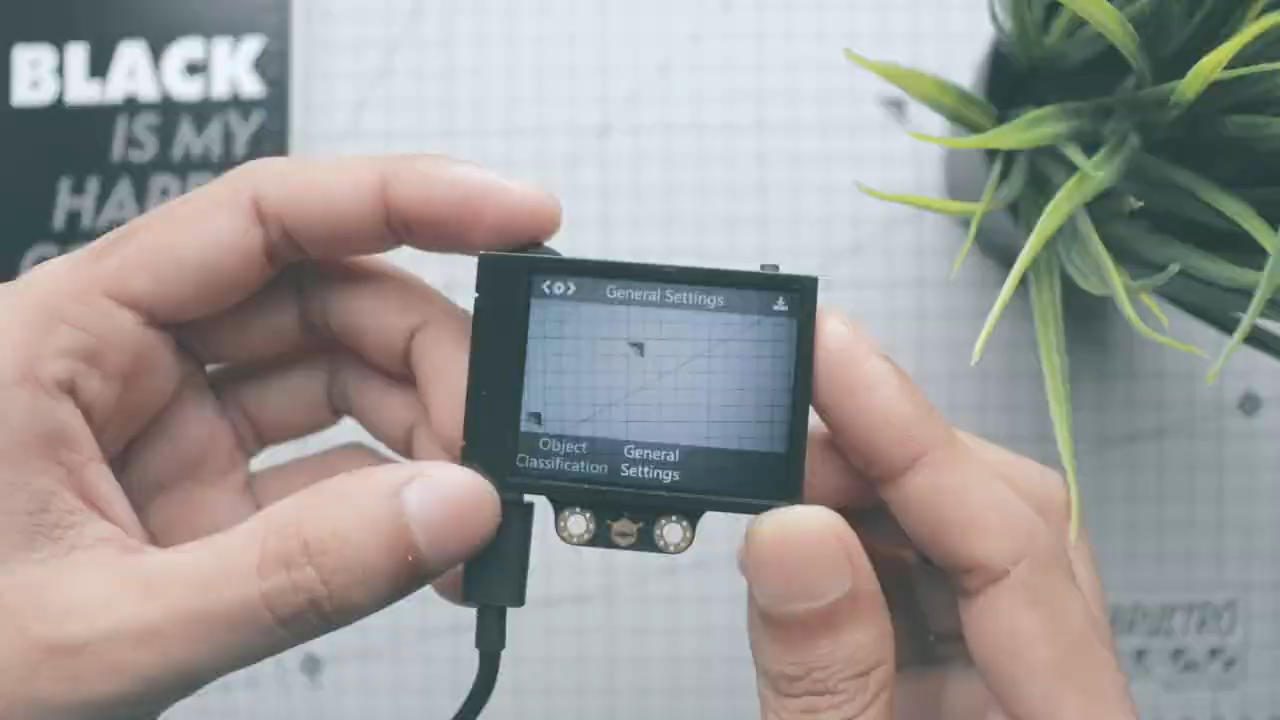 BLACK
IS MY
General Settings
Object
Classification
General
Settings